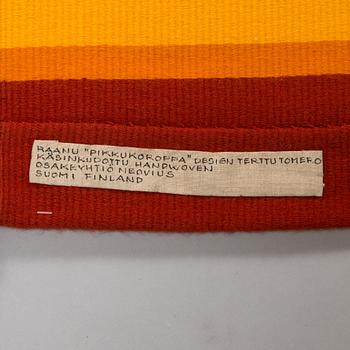 RAANU "PIKKUKOROPPA" DESIGN TERTTU TOMERO
KÄSINKUDOTTU HANDWOVEN
OSAKEYHTIÖ NEOVIUS
SUOMI FINLAND